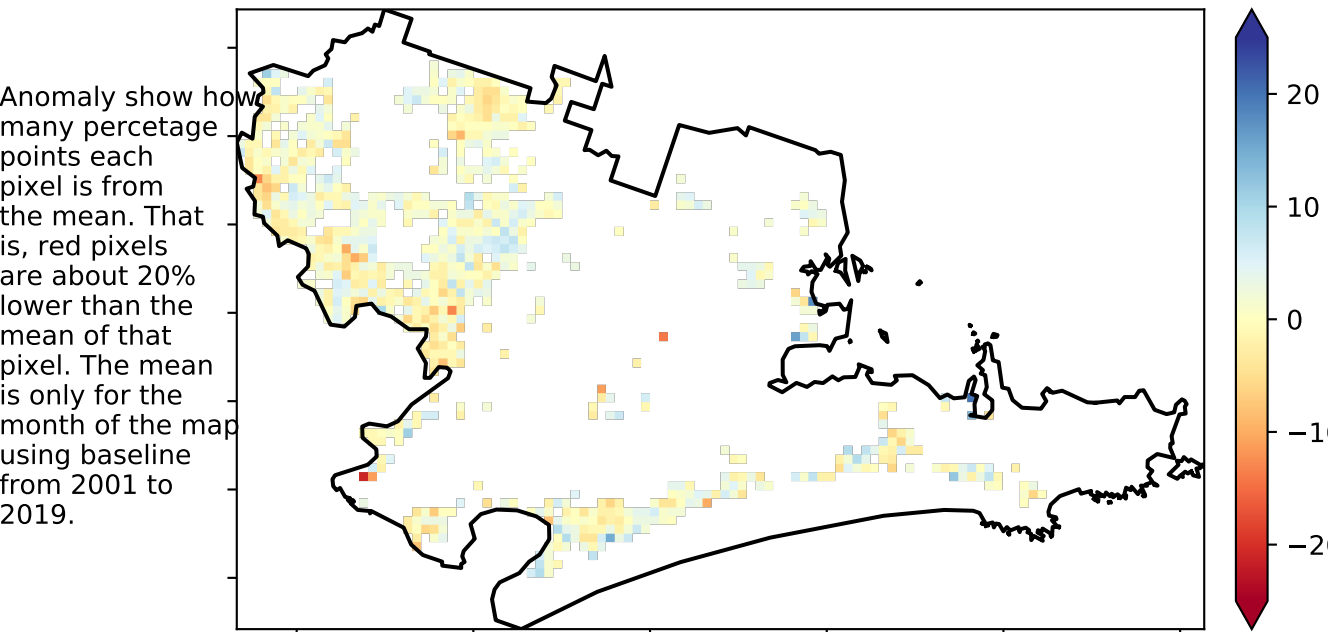 Anomaly show how
many percetage
points each
pixel is from
the mean. That
is, red pixels
are about 20%
lower than the
mean of that
pixel. The mean
is only for the
month of the map
using baseline
from 2001 to
2019.
20
10
0
−10
−20